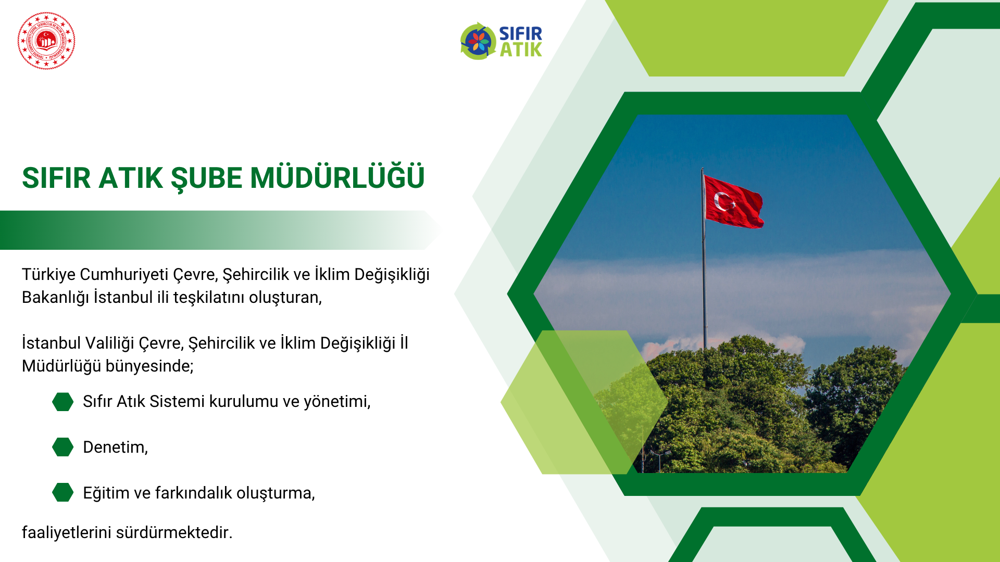 SIFIR
ATIK
SIFIR ATIK ŞUBE MÜDÜRLÜĞÜ
Türkiye Cumhuriyeti Çevre, Şehircilik ve İklim Değişikliği
Bakanlığı İstanbul ili teşkilatını oluşturan,
İstanbul Valiliği Çevre, Şehircilik ve İklim Değişikliği İl
Müdürlüğü bünyesinde;
Sıfır Atık Sistemi kurulumu ve yönetimi,
Denetim,
Eğitim ve farkındalık oluşturma,
faaliyetlerini sürdürmektedir.